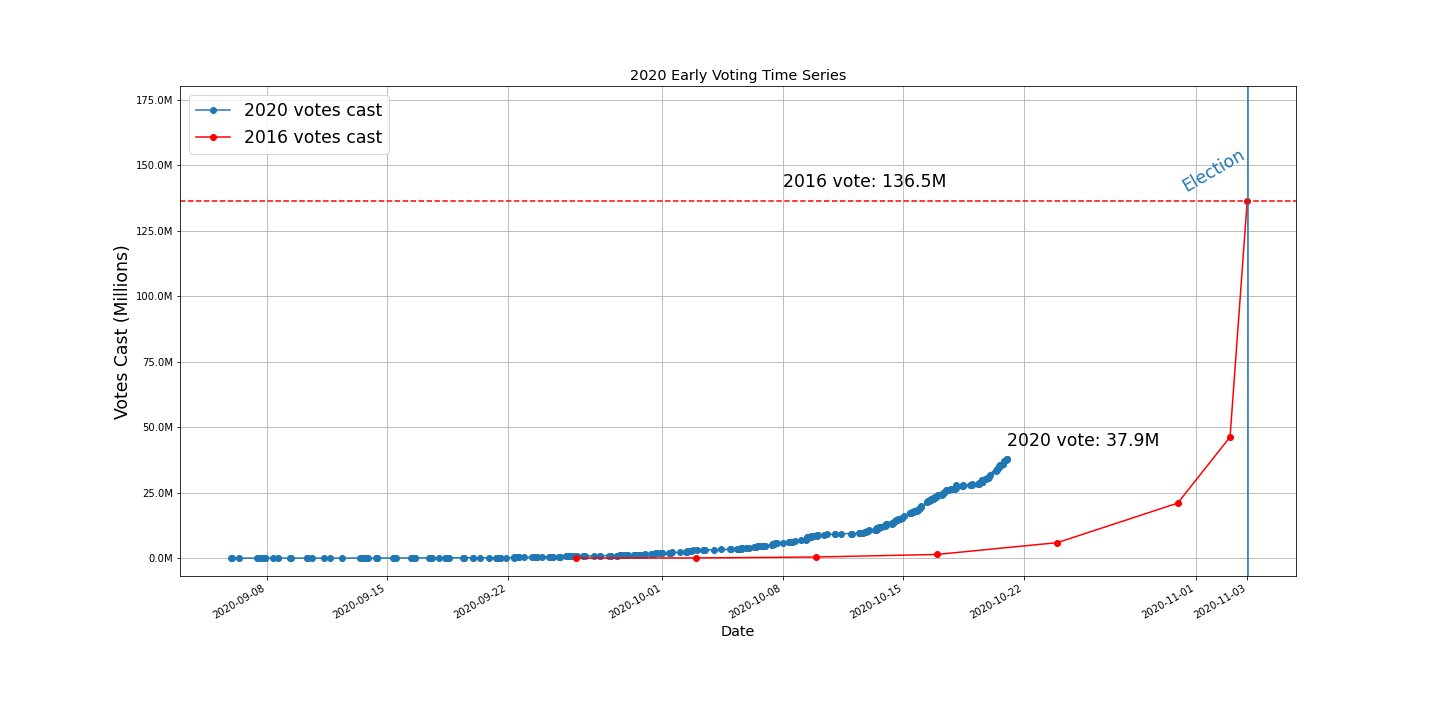 2020 Early Voting Time Series
175.0M
150.0M
125.0M
100.0M
75.0M
50.0M
25.0M
0.0M
Votes Cast (Millions)
2020 votes cast
2016 votes cast
2016 vote: 136.5M
Election
2020 vote: 37.9M
2020-09-08
2020-09-15
2020-09-22
2020-10-01
2020-10-08
2020-10-15
2020-10-22
2020-11-01
2020-11-03
Date